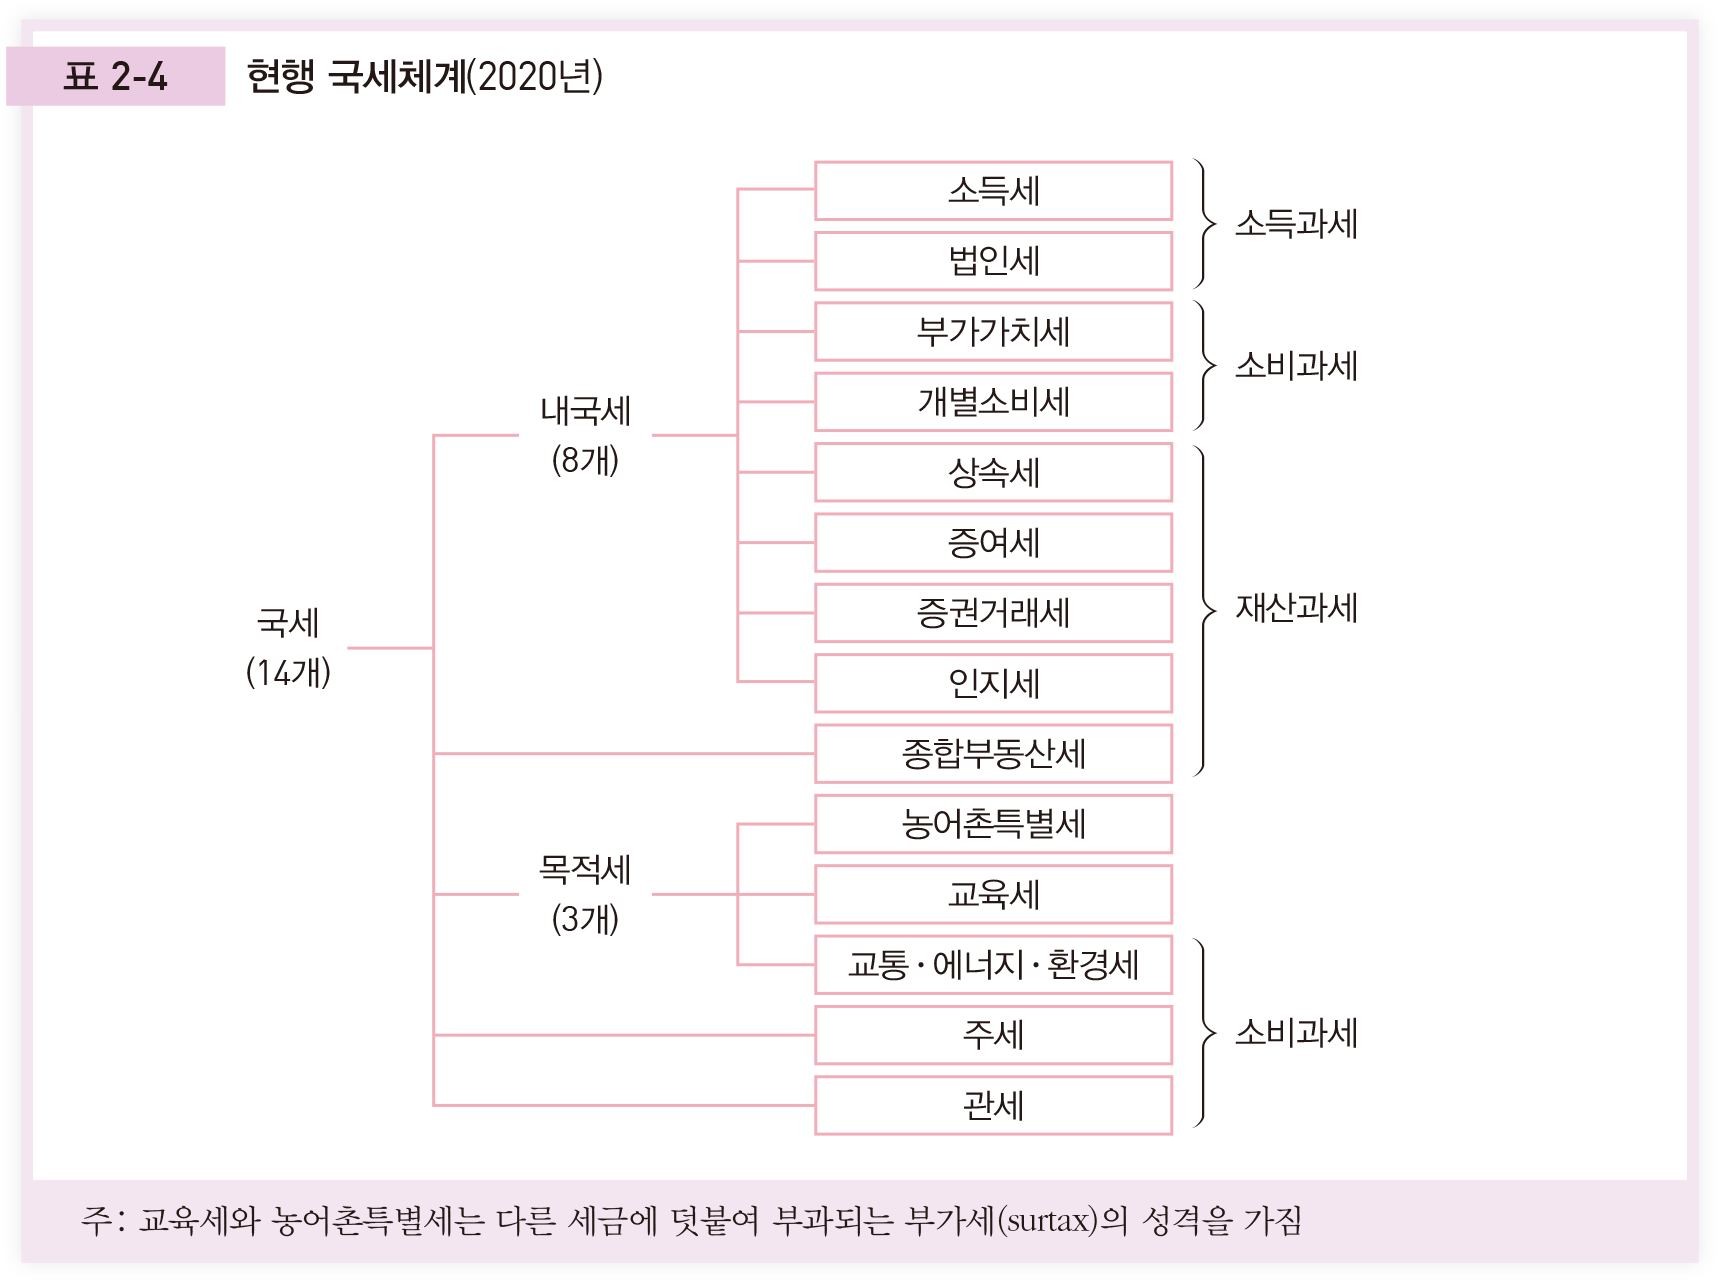 표 2-4 현행 국세체계(2020년)
소득세
법인세
소득과세
부가가치세
개별소비세
소비과세
내국세
(8개)
상속세
증여세
증권거래세
인지세
종합부동산세
재산과세
국세
(14개)
목적세
(3개)
농어촌특별세
교육세
교통·에너지·환경세
주세
관세
소비과세
주: 교육세와 농어촌특별세는 다른 세금에 덧붙여 부과되는 부가세(surtax)의 성격을 가짐